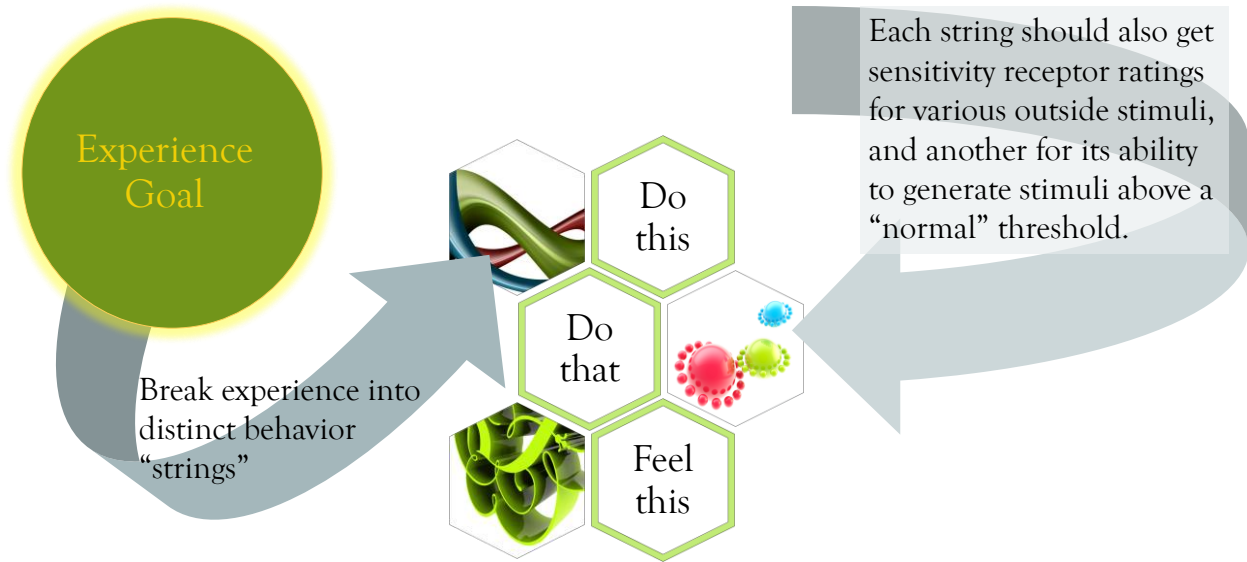 Experience
Goal
Break experience into
distinct behavior
“strings”
Do
this
Do
that
Feel
this
Each string should also get
sensitivity receptor ratings
for various outside stimuli,
and another for its ability
to generate stimuli above a
“normal” threshold.